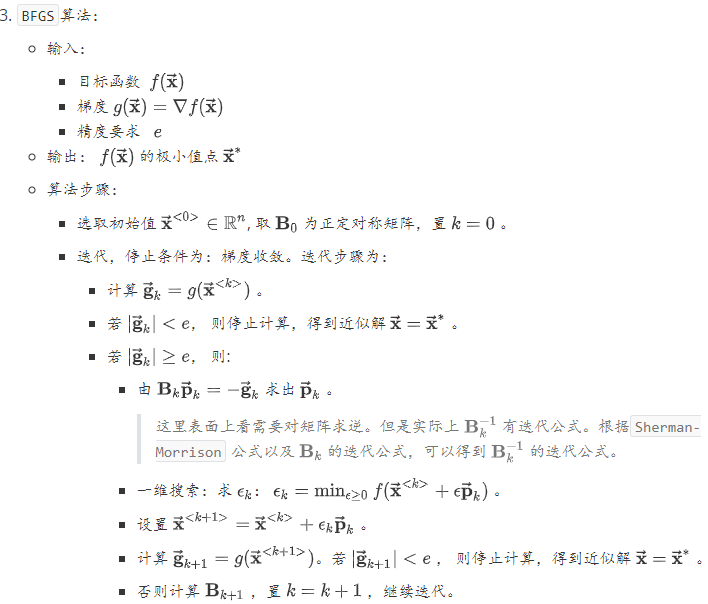 3. BFGS 算法：
○ 输入：
■ 目标函数 $f(\vec{\mathbf{x}})$
■ 梯度 $g(\vec{\mathbf{x}}) = \nabla f(\vec{\mathbf{x}})$
■ 精度要求 $e$
○ 输出： $f(\vec{\mathbf{x}})$ 的极小值点 $\vec{\mathbf{x}}^*$
○ 算法步骤：
■ 选取初始值 $\vec{\mathbf{x}}^{<0>} \in \mathbb{R}^n$, 取 $\mathbf{B}_0$ 为正定对称矩阵，置 $k = 0$ 。
■ 迭代，停止条件为：梯度收敛。迭代步骤为：
■ 计算 $\vec{\mathbf{g}}_k = g(\vec{\mathbf{x}}^{<k>})$ 。
■ 若 $|\vec{\mathbf{g}}_k| < e$， 则停止计算，得到近似解 $\vec{\mathbf{x}} = \vec{\mathbf{x}}^*$ 。
■ 若 $|\vec{\mathbf{g}}_k| \geq e$， 则：
■ 由 $\mathbf{B}_k \vec{\mathbf{p}}_k = -\vec{\mathbf{g}}_k$ 求出 $\vec{\mathbf{p}}_k$ 。
这里表面上看需要对矩阵求逆。但是实际上 $\mathbf{B}_k^{-1}$ 有迭代公式。根据 Sherman-
Morrison 公式以及 $\mathbf{B}_k$ 的迭代公式，可以得到 $\mathbf{B}_k^{-1}$ 的迭代公式。
■ 一维搜索：求 $\epsilon_k$： $\epsilon_k = \min_{\epsilon \geq 0} f(\vec{\mathbf{x}}^{<k>} + \epsilon \vec{\mathbf{p}}_k)$ 。
■ 设置 $\vec{\mathbf{x}}^{<k+1>} = \vec{\mathbf{x}}^{<k>} + \epsilon_k \vec{\mathbf{p}}_k$ 。
■ 计算 $\vec{\mathbf{g}}_{k+1} = g(\vec{\mathbf{x}}^{<k+1>})$。若 $|\vec{\mathbf{g}}_{k+1}| < e$ ， 则停止计算，得到近似解 $\vec{\mathbf{x}} = \vec{\mathbf{x}}^*$ 。
■ 否则计算 $\mathbf{B}_{k+1}$ ，置 $k = k + 1$ ，继续迭代。